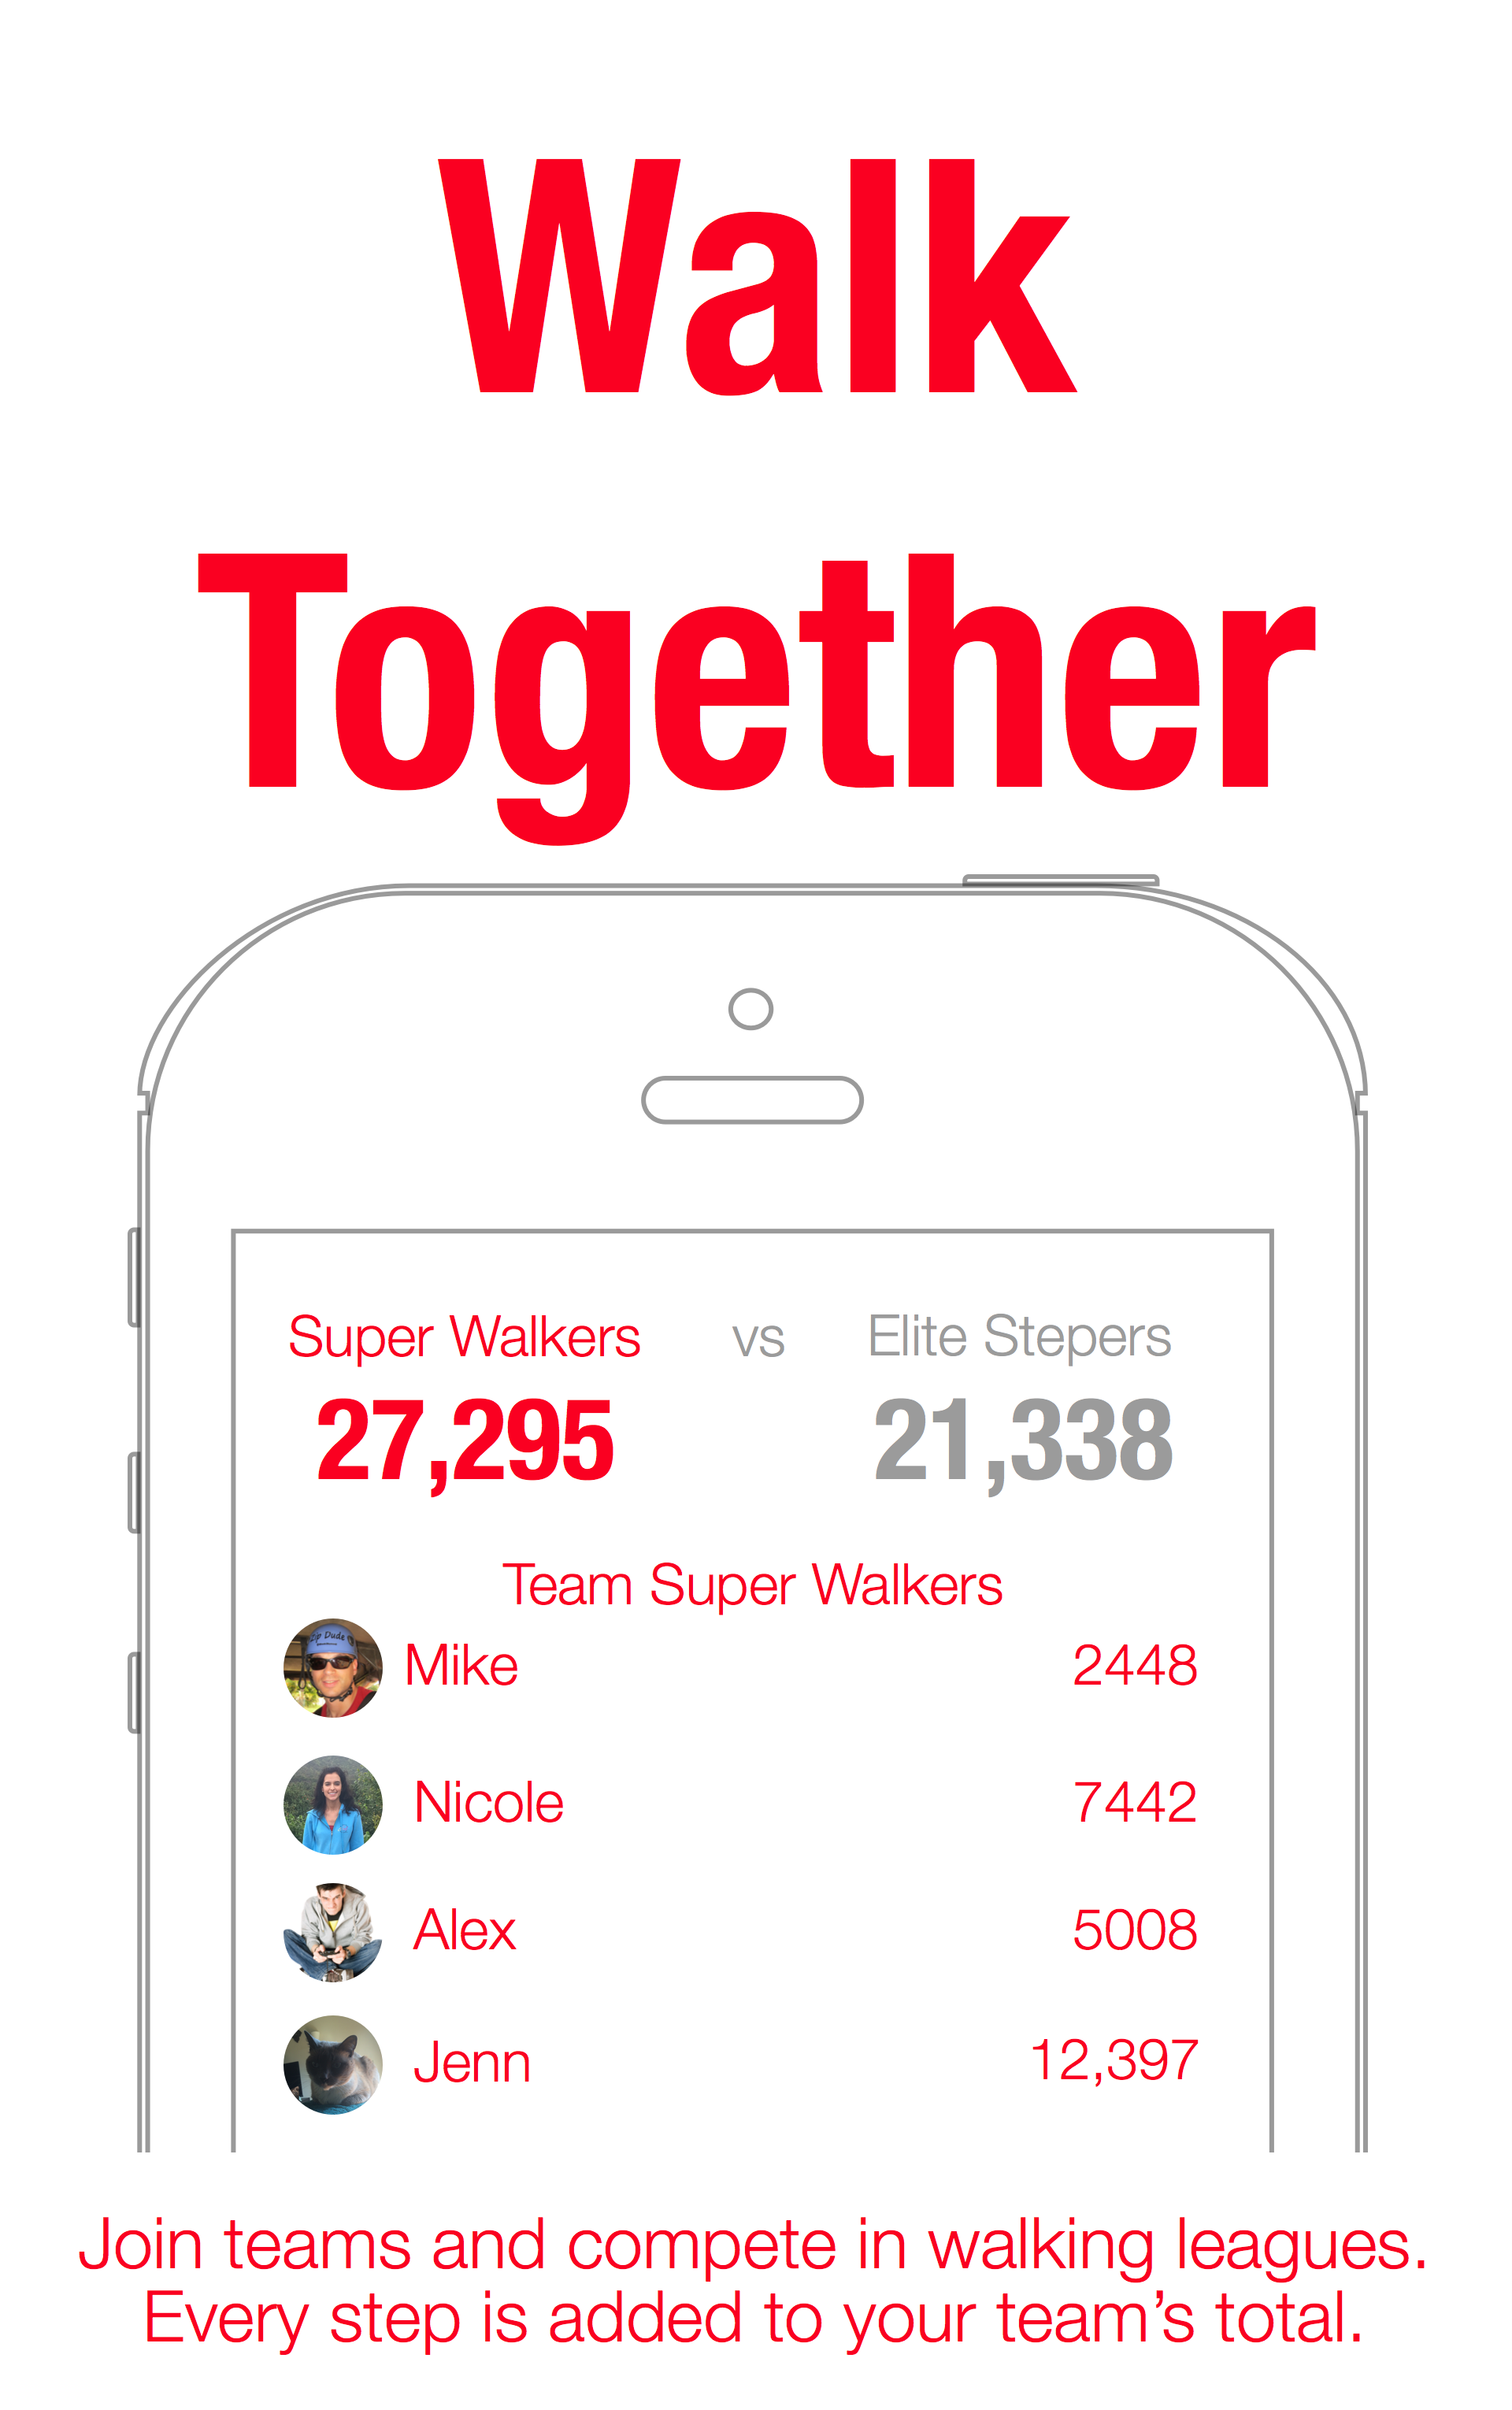 Walk
Together
Super Walkers vs Elite Stepers
27,295 21,338
Team Super Walkers
Zip Dude
Mike 2448
Nicole 7442
Alex 5008
Jenn 12,397
Join teams and compete in walking leagues.
Every step is added to your team’s total.